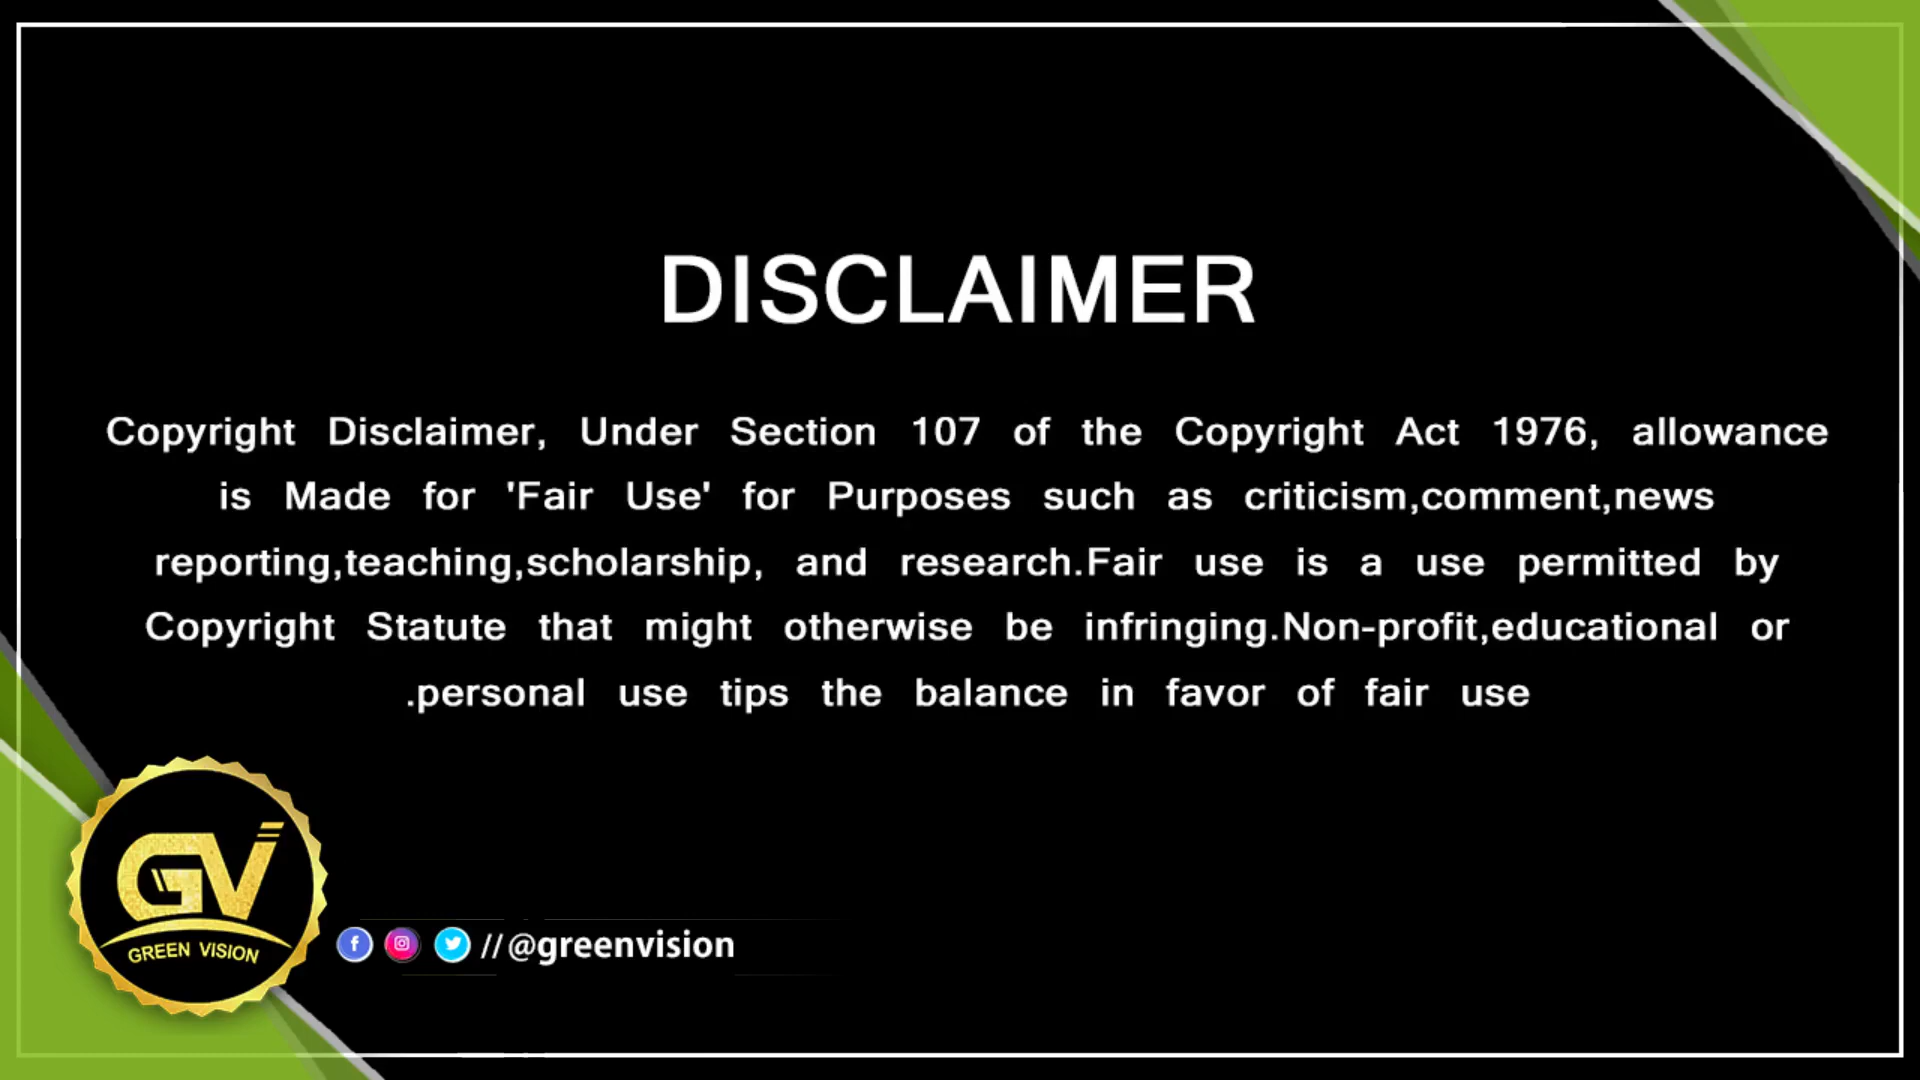 DISCLAIMER
Copyright Disclaimer, Under Section 107 of the Copyright Act 1976, allowance
is Made for 'Fair Use' for Purposes such as criticism,comment,news
reporting,teaching,scholarship, and research.Fair use is a use permitted by
Copyright Statute that might otherwise be infringing.Non-profit,educational or
.personal use tips the balance in favor of fair use
GV
GREEN VISION
//@greenvision